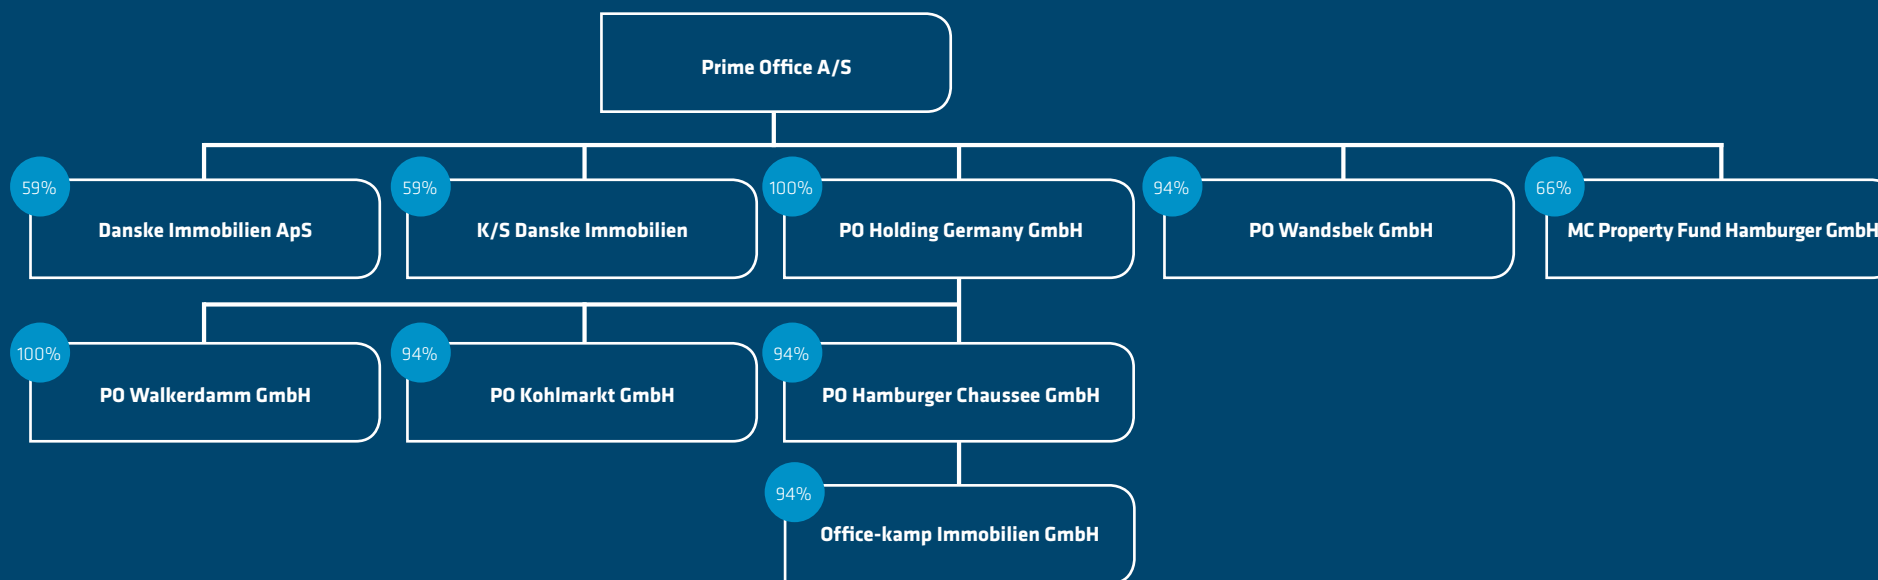 Prime Office A/S
59%
Danske Immobilien ApS
59%
K/S Danske Immobilien
100%
PO Holding Germany GmbH
94%
PO Wandsbek GmbH
66%
MC Property Fund Hamburger GmbH
100%
PO Walkerdamm GmbH
94%
PO Kohlmarkt GmbH
94%
PO Hamburger Chaussee GmbH
94%
Office-kamp Immobilien GmbH